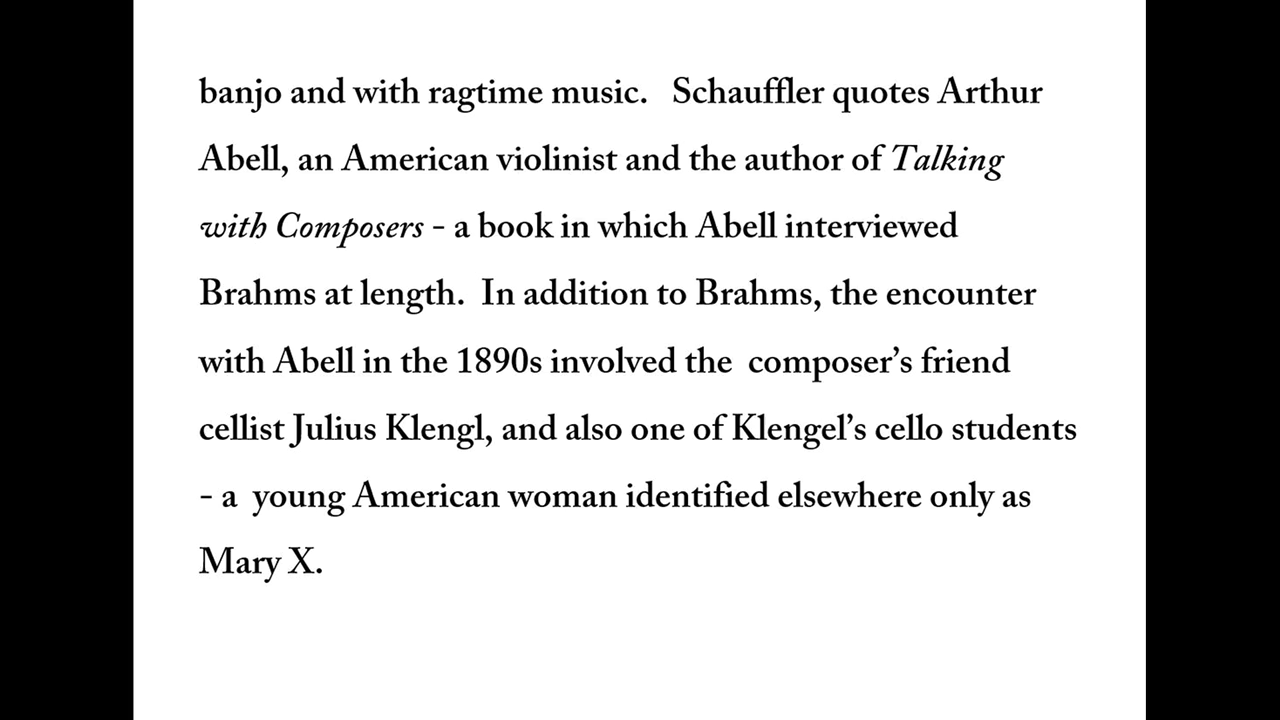 banjo and with ragtime music.   Schauffler quotes Arthur
Abell, an American violinist and the author of Talking
with Composers - a book in which Abell interviewed
Brahms at length.  In addition to Brahms, the encounter
with Abell in the 1890s involved the  composer’s friend
cellist Julius Klengl, and also one of Klengel’s cello students
- a  young American woman identified elsewhere only as
Mary X.